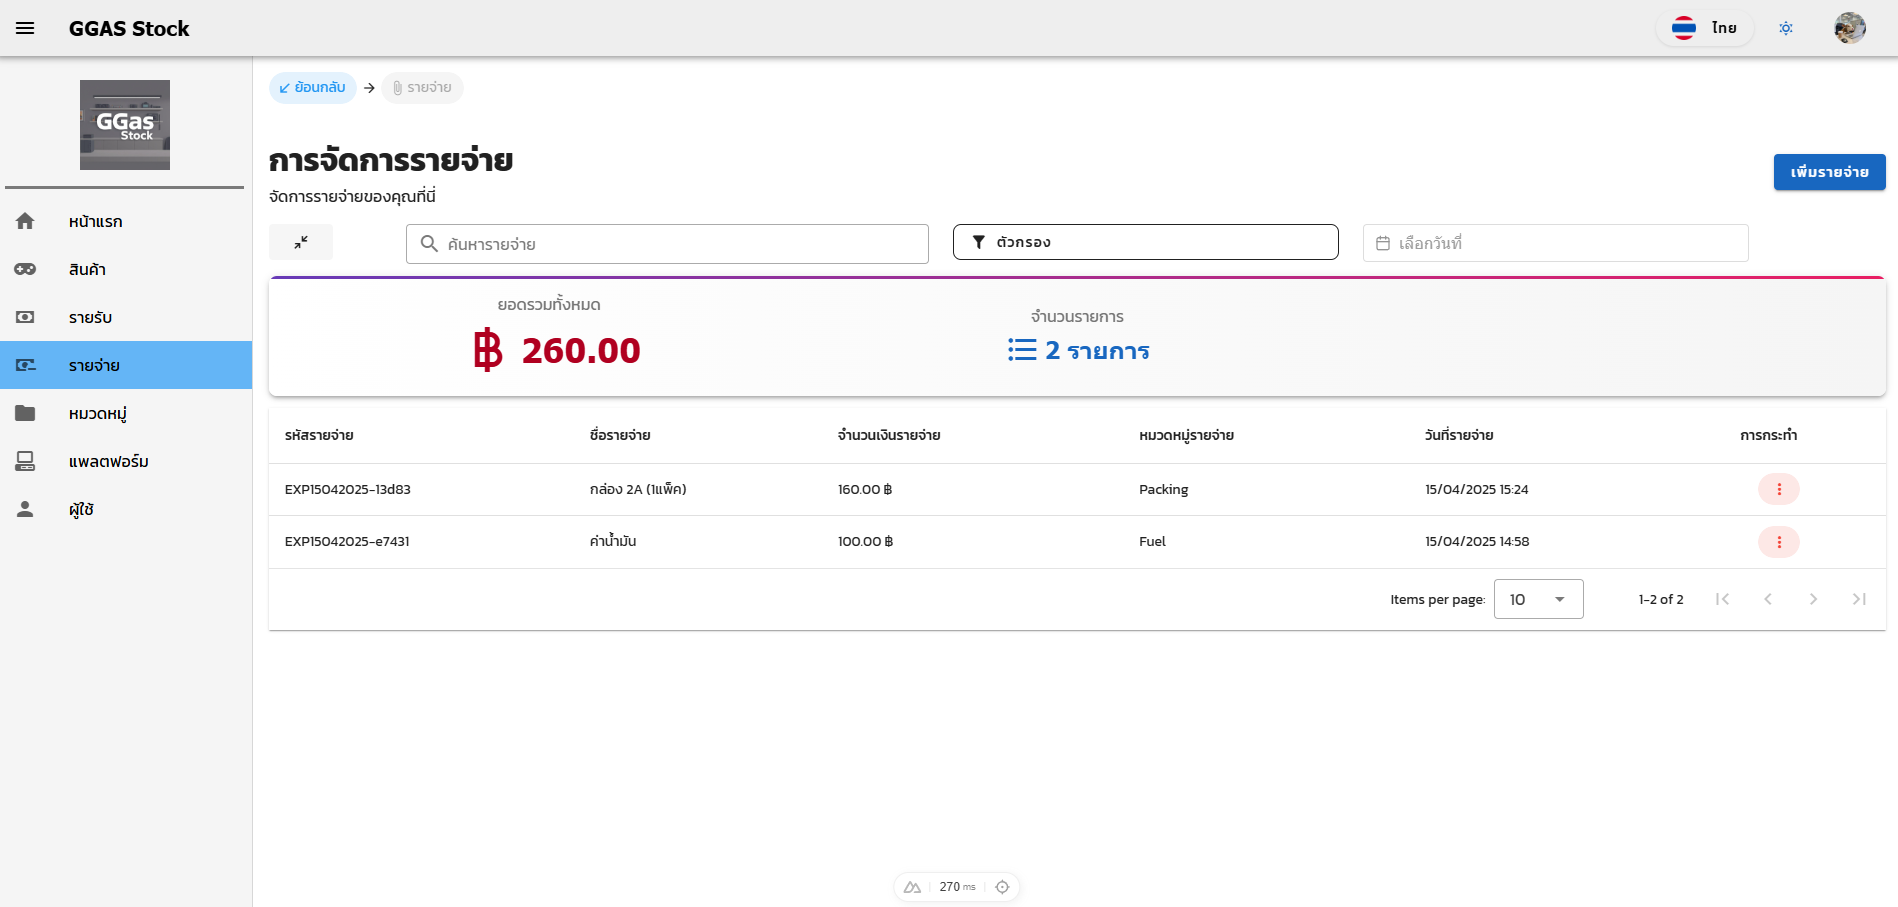 GGAS Stock
ไทย
GGas
Stock
หน้าแรก
สินค้า
รายรับ
รายจ่าย
หมวดหมู่
แพลตฟอร์ม
ผู้ใช้
ย้อนกลับ
รายจ่าย
การจัดการรายจ่าย
จัดการรายจ่ายของคุณที่นี่
เพิ่มรายจ่าย
ค้นหารายจ่าย
ตัวกรอง
เลือกวันที่
ยอดรวมทั้งหมด
฿ 260.00
จำนวนรายการ
2 รายการ
รหัสรายจ่าย ชื่อรายจ่าย จำนวนเงินรายจ่าย หมวดหมู่รายจ่าย วันที่รายจ่าย การกระทำ
EXP15042025-13d83 กล่อง 2A (1แพ็ค) 160.00 ฿ Packing 15/04/2025 15:24
EXP15042025-e7431 ค่าน้ำมัน 100.00 ฿ Fuel 15/04/2025 14:58
Items per page: 10 1-2 of 2
270 ms